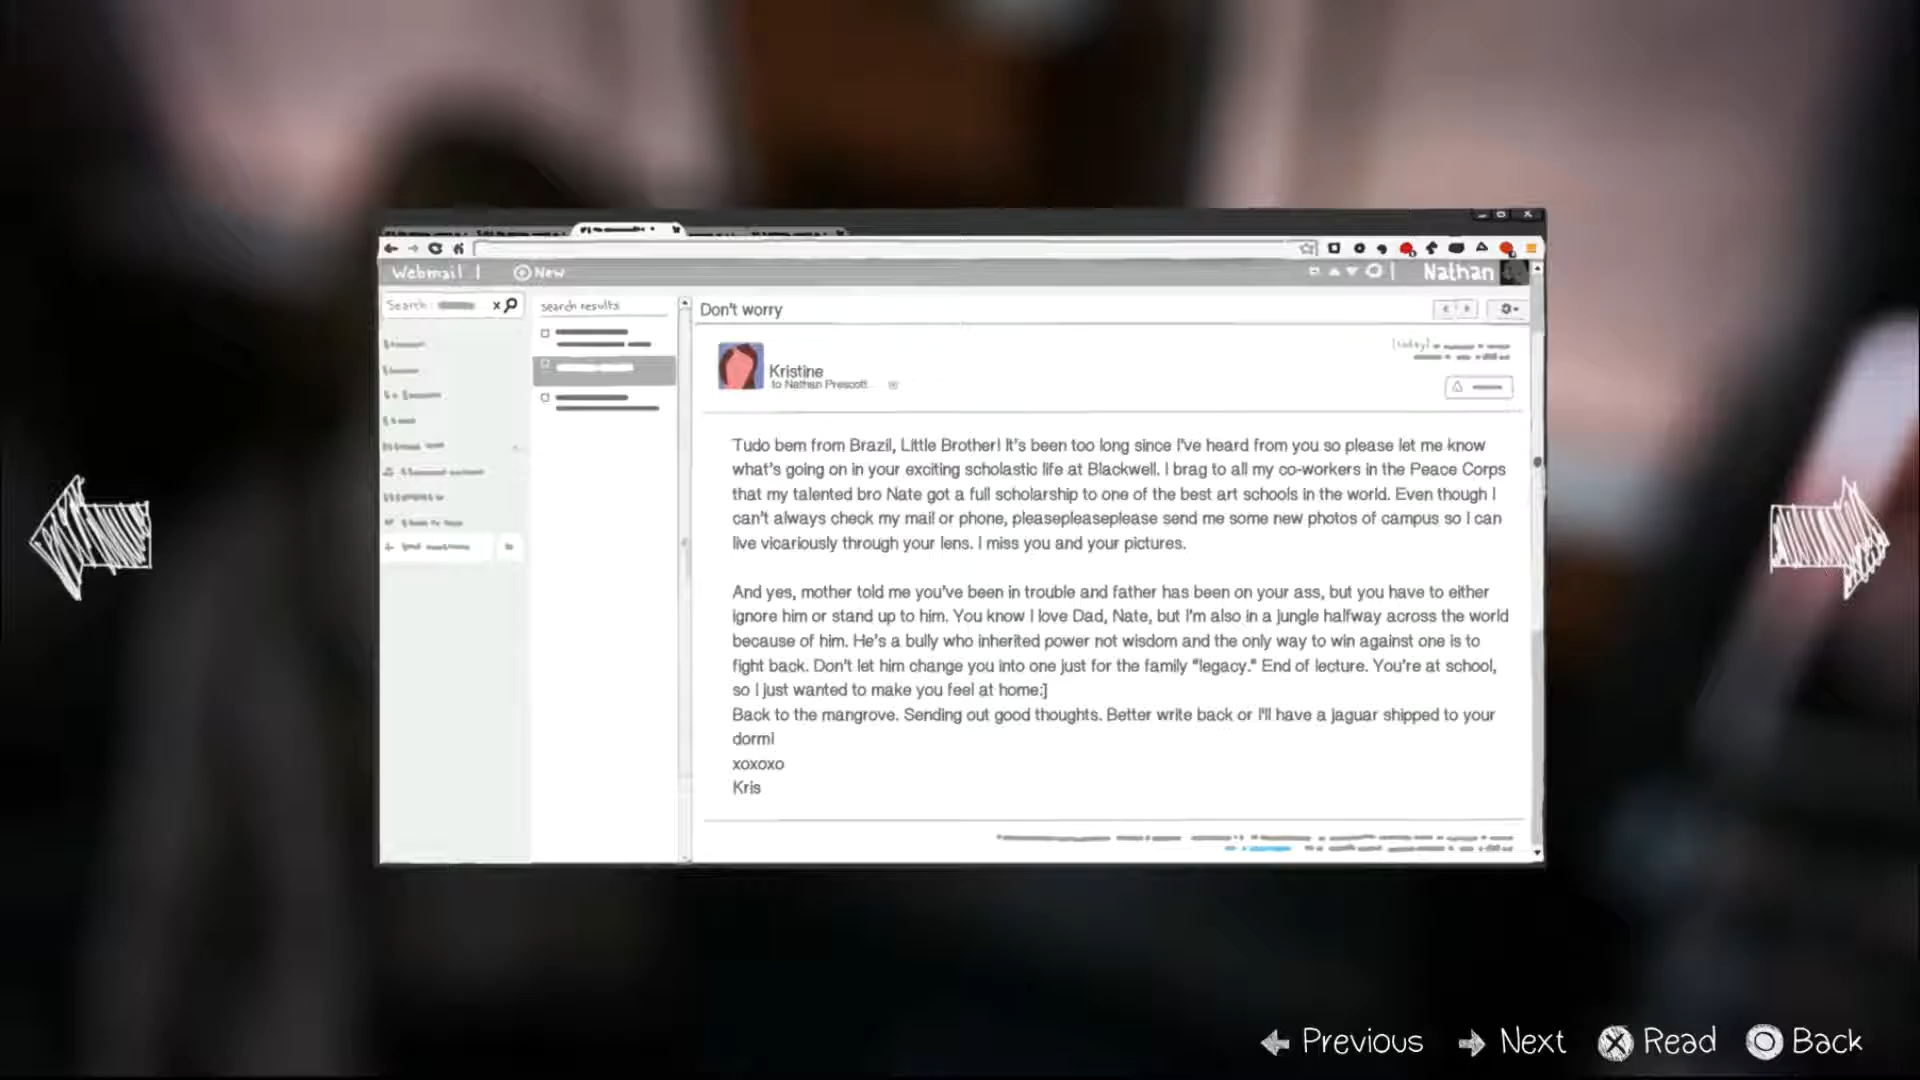 Webmail
New
Nathan
Search:
search results
Don't worry
[today]
Kristine
to Nathan Prescott
Tudo bem from Brazil, Little Brother! It's been too long since I've heard from you so please let me know
what's going on in your exciting scholastic life at Blackwell. I brag to all my co-workers in the Peace Corps
that my talented bro Nate got a full scholarship to one of the best art schools in the world. Even though I
can't always check my mail or phone, pleasepleaseplease send me some new photos of campus so I can
live vicariously through your lens. I miss you and your pictures.
And yes, mother told me you've been in trouble and father has been on your ass, but you have to either
ignore him or stand up to him. You know I love Dad, Nate, but I'm also in a jungle halfway across the world
because of him. He's a bully who inherited power not wisdom and the only way to win against one is to
fight back. Don't let him change you into one just for the family "legacy." End of lecture. You're at school,
so I just wanted to make you feel at home:]
Back to the mangrove. Sending out good thoughts. Better write back or I'll have a jaguar shipped to your
dorm!
xoxoxo
Kris
Previous
Next
Read
Back